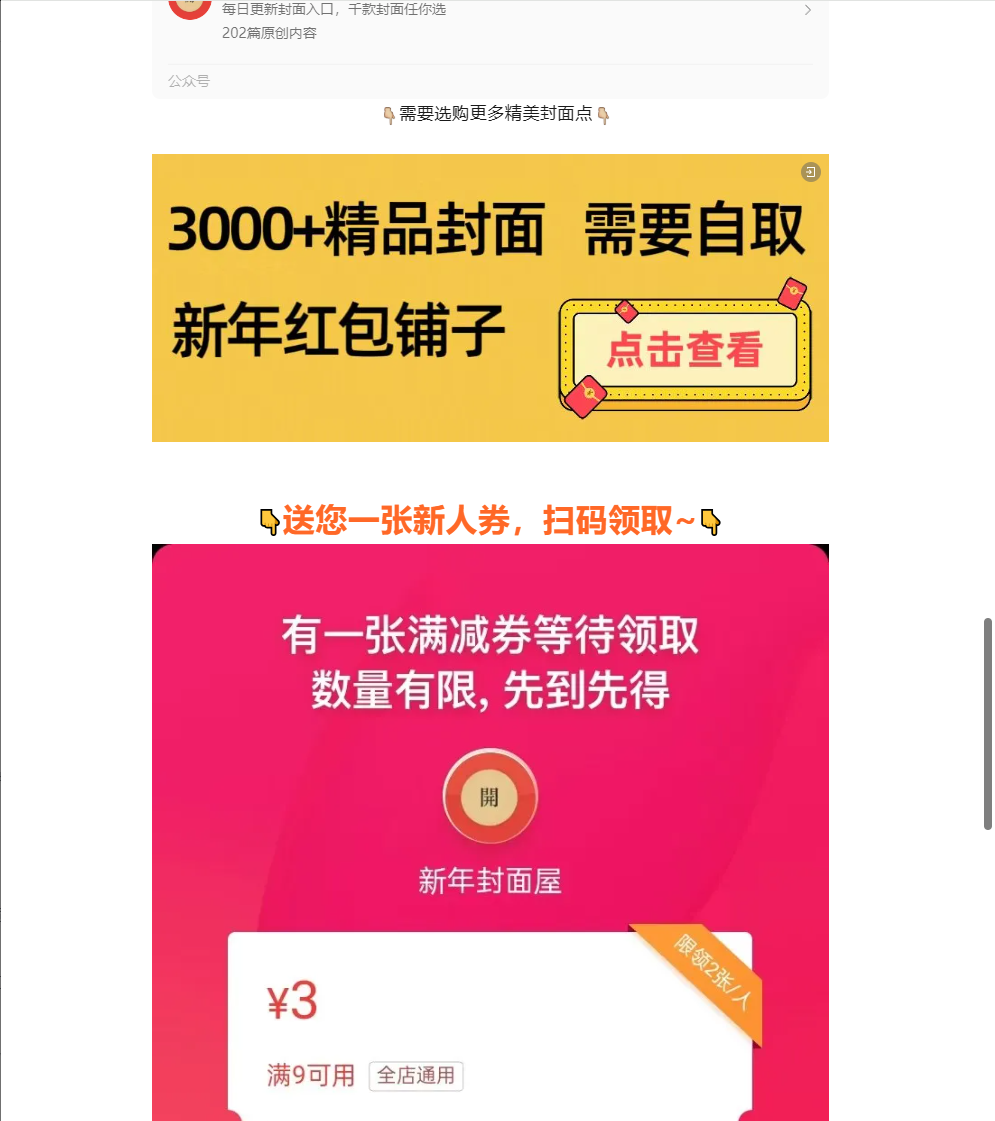 每日更新封面入口，千款封面任你选
202篇原创内容
公众号
👇🏼需要选购更多精美封面点👇🏼
3000+精品封面 需要自取
新年红包铺子
点击查看
👇送您一张新人券，扫码领取~👇
有一张满减券等待领取
数量有限, 先到先得
開
新年封面屋
限领2张/人
¥3
满9可用 全店通用